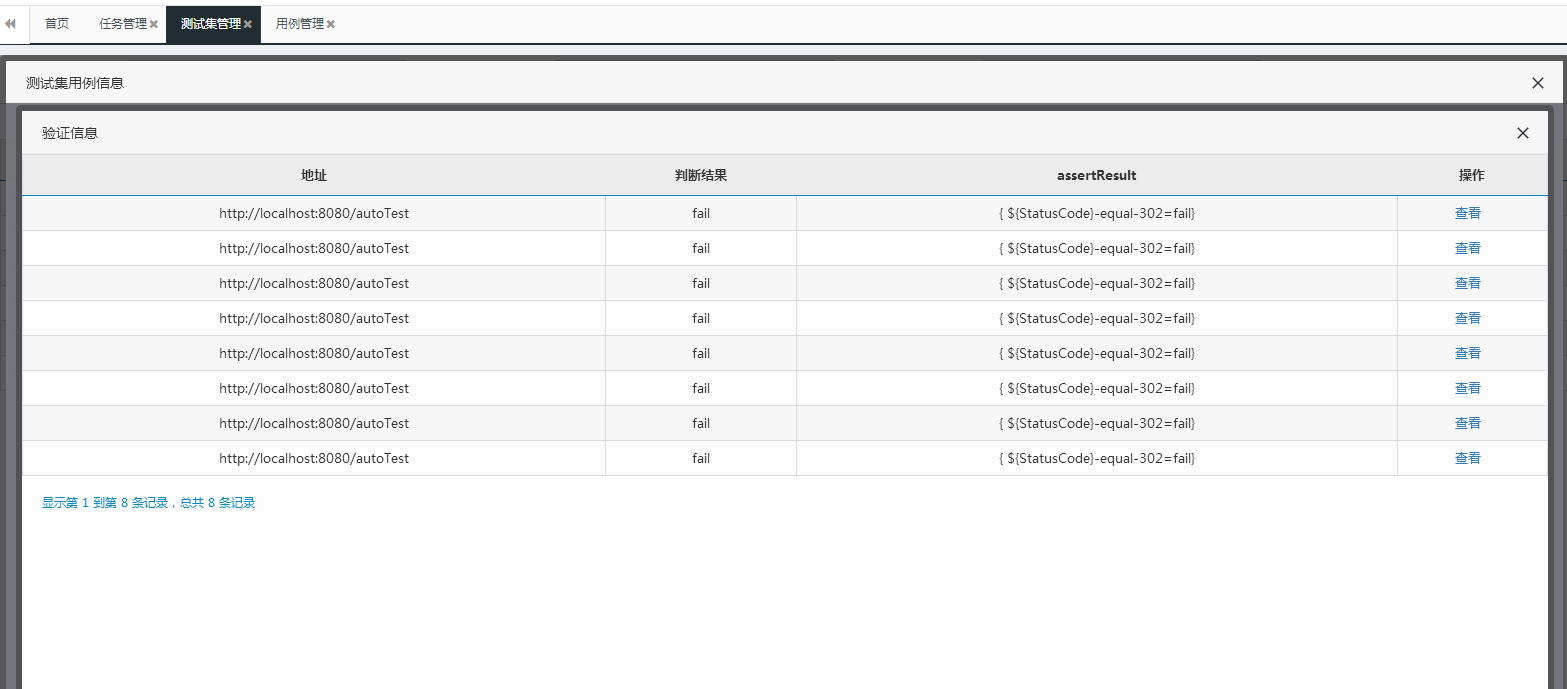 首页 任务管理 测试集管理 用例管理
测试集用例信息
验证信息
地址 判断结果 assertResult 操作
http://localhost:8080/autoTest fail { ${StatusCode}-equal-302=fail} 查看
http://localhost:8080/autoTest fail { ${StatusCode}-equal-302=fail} 查看
http://localhost:8080/autoTest fail { ${StatusCode}-equal-302=fail} 查看
http://localhost:8080/autoTest fail { ${StatusCode}-equal-302=fail} 查看
http://localhost:8080/autoTest fail { ${StatusCode}-equal-302=fail} 查看
http://localhost:8080/autoTest fail { ${StatusCode}-equal-302=fail} 查看
http://localhost:8080/autoTest fail { ${StatusCode}-equal-302=fail} 查看
http://localhost:8080/autoTest fail { ${StatusCode}-equal-302=fail} 查看
显示第 1 到第 8 条记录，总共 8 条记录